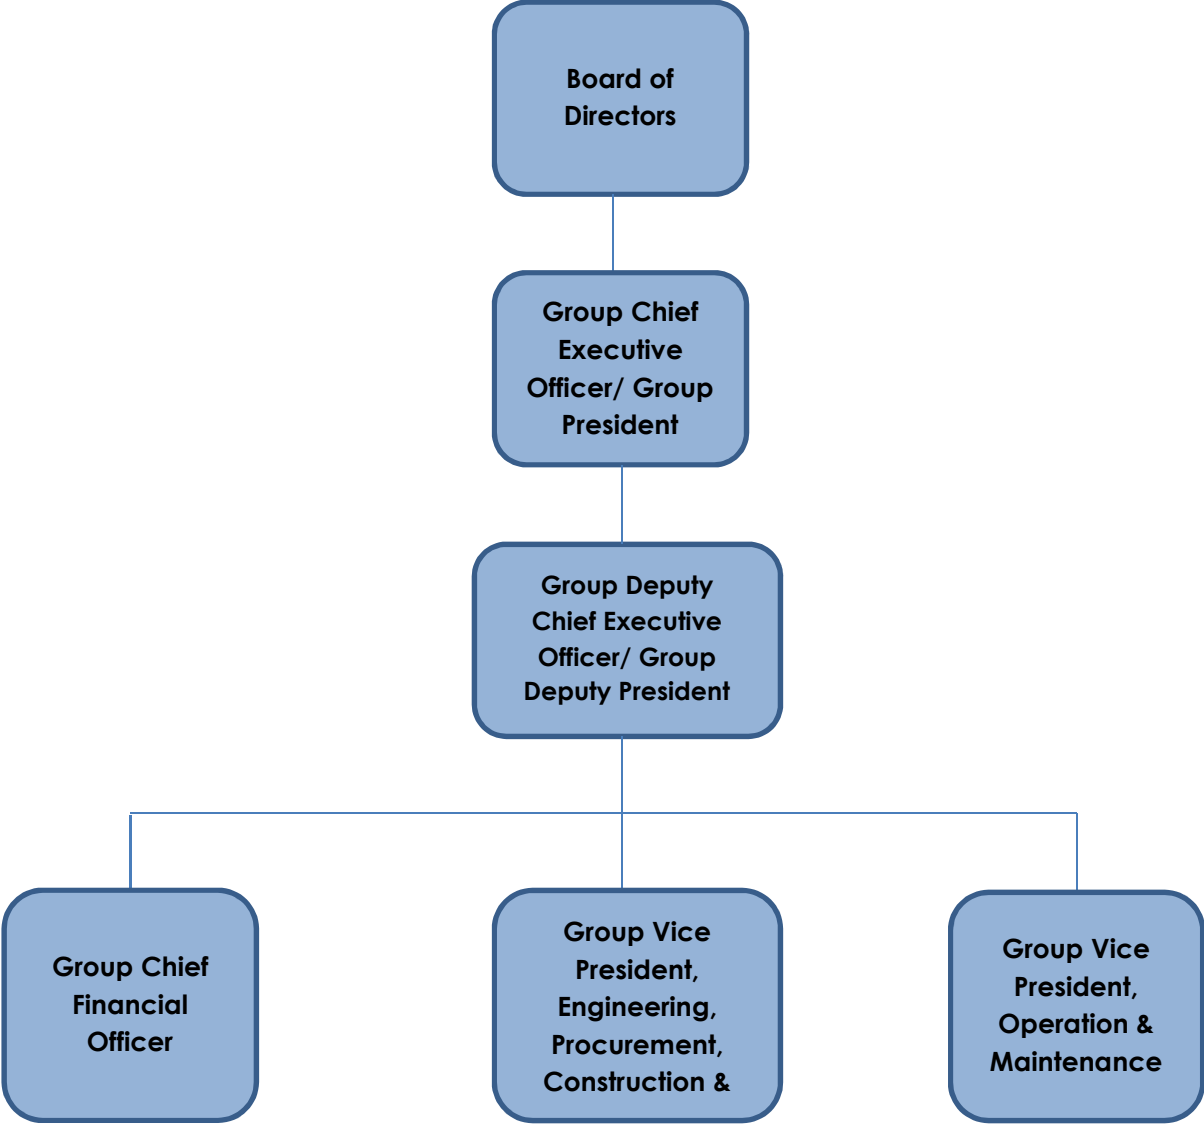 Board of
Directors
Group Chief
Executive
Officer/ Group
President
Group Deputy
Chief Executive
Officer/ Group
Deputy President
Group Chief
Financial
Officer
Group Vice
President,
Engineering,
Procurement,
Construction &
Group Vice
President,
Operation &
Maintenance